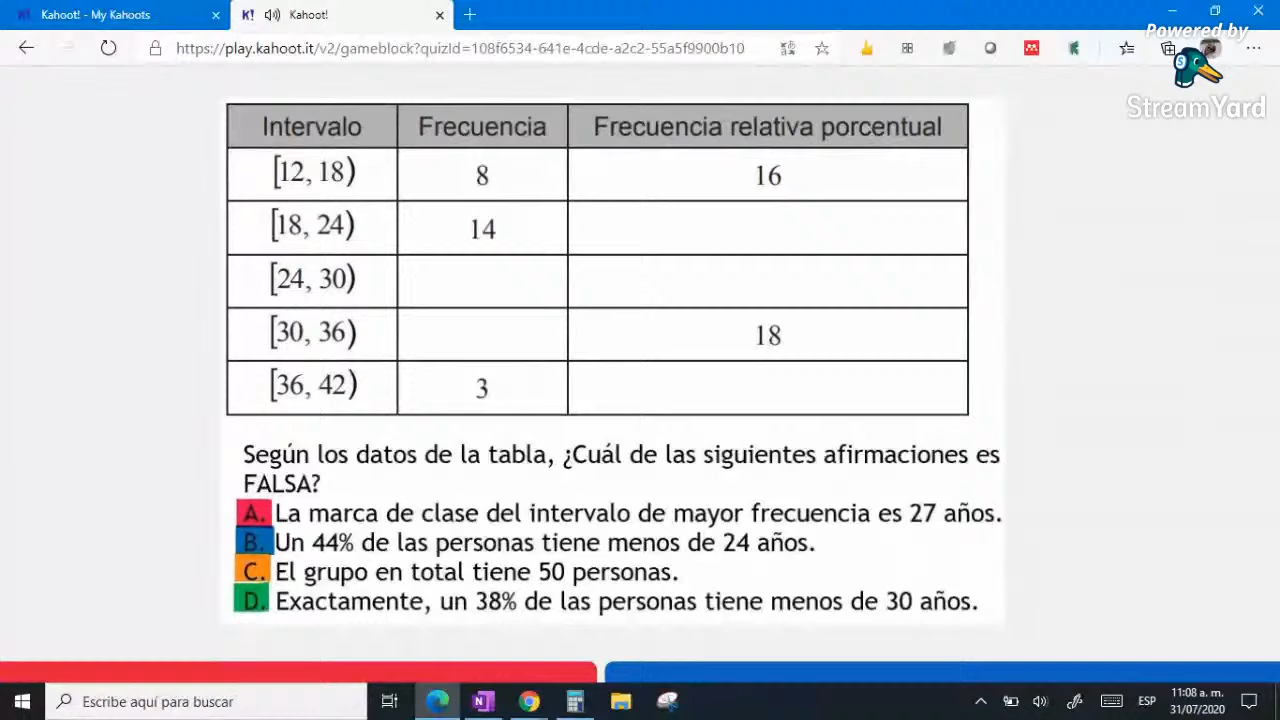 Kahoot! - My Kahoots
Kahoot!
https://play.kahoot.it/v2/gameblock?quizId=108f6534-641e-4cde-a2c2-55a5f9900b10
Powered by
StreamYard
Intervalo Frecuencia Frecuencia relativa porcentual
[12, 18) 8 16
[18, 24) 14
[24, 30)
[30, 36) 18
[36, 42) 3
Según los datos de la tabla, ¿Cuál de las siguientes afirmaciones es
FALSA?
A. La marca de clase del intervalo de mayor frecuencia es 27 años.
B. Un 44% de las personas tiene menos de 24 años.
C. El grupo en total tiene 50 personas.
D. Exactamente, un 38% de las personas tiene menos de 30 años.
Escribe aquí para buscar
ESP
11:08 a. m.
31/07/2020